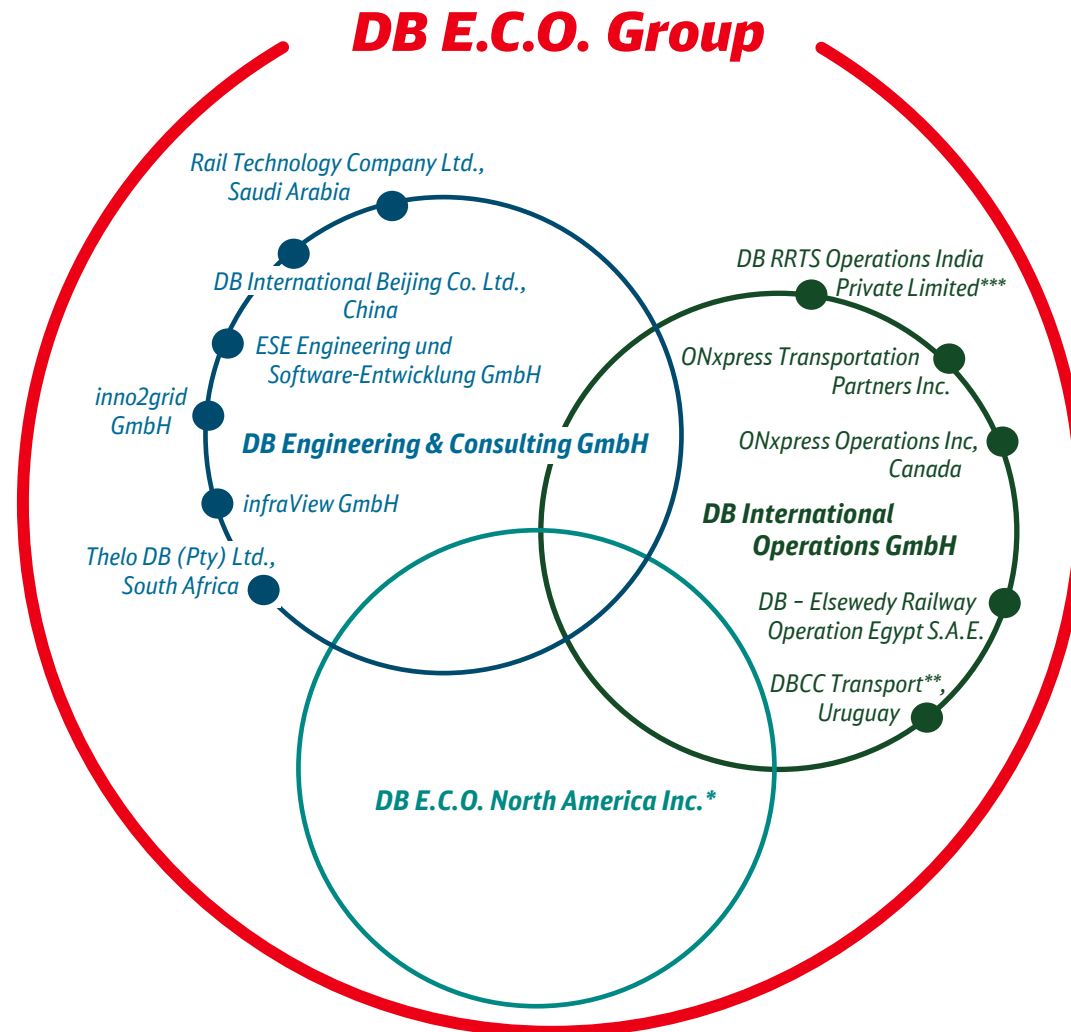 DB E.C.O. Group
Rail Technology Company Ltd.,
Saudi Arabia
DB International Beijing Co. Ltd.,
China
ESE Engineering und
Software-Entwicklung GmbH
inno2grid
GmbH
DB Engineering & Consulting GmbH
infraView GmbH
Thelo DB (Pty) Ltd.,
South Africa
DB RRTS Operations India
Private Limited***
ONxpress Transportation
Partners Inc.
ONxpress Operations Inc,
Canada
DB International
Operations GmbH
DB – Elsewedy Railway
Operation Egypt S.A.E.
DBCC Transport**,
Uruguay
DB E.C.O. North America Inc.*